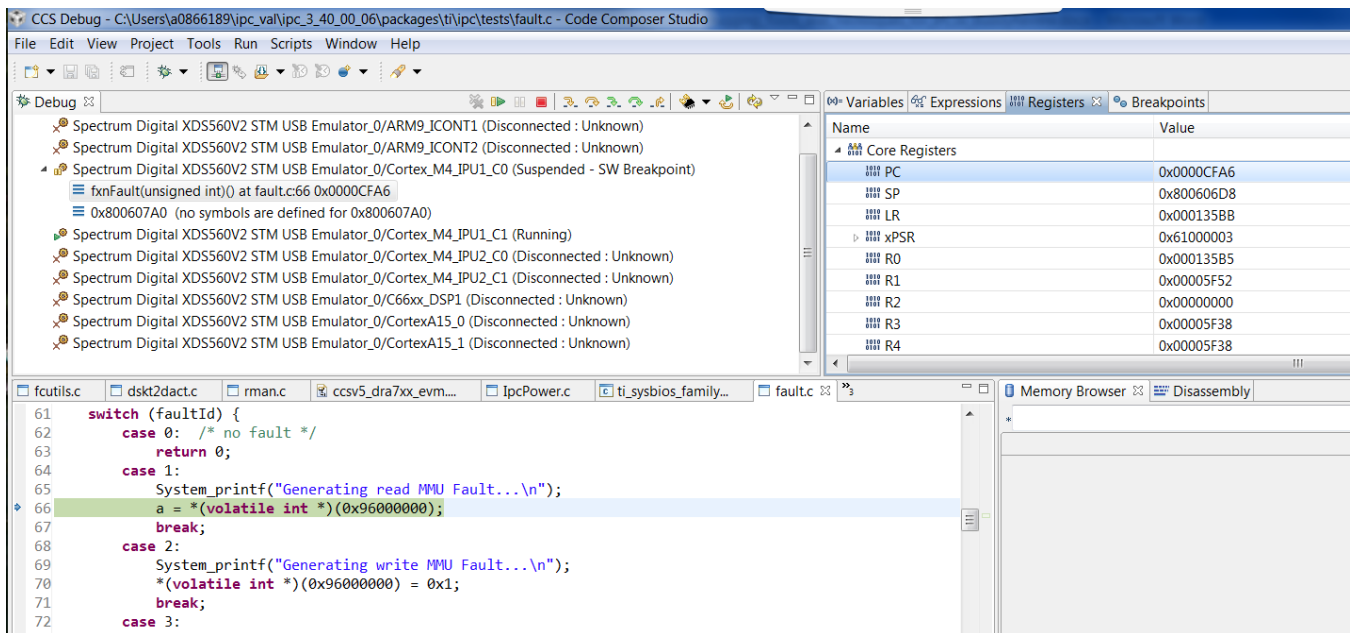 CCS Debug - C:\Users\a0866189\ipc_val\ipc_3_40_00_06\packages\ti\ipc\tests\fault.c - Code Composer Studio
File Edit View Project Tools Run Scripts Window Help
Debug
Spectrum Digital XDS560V2 STM USB Emulator_0/ARM9_ICONT1 (Disconnected : Unknown)
Spectrum Digital XDS560V2 STM USB Emulator_0/ARM9_ICONT2 (Disconnected : Unknown)
Spectrum Digital XDS560V2 STM USB Emulator_0/Cortex_M4_IPU1_C0 (Suspended - SW Breakpoint)
fxnFault(unsigned int)() at fault.c:66 0x0000CFA6
0x800607A0 (no symbols are defined for 0x800607A0)
Spectrum Digital XDS560V2 STM USB Emulator_0/Cortex_M4_IPU1_C1 (Running)
Spectrum Digital XDS560V2 STM USB Emulator_0/Cortex_M4_IPU2_C0 (Disconnected : Unknown)
Spectrum Digital XDS560V2 STM USB Emulator_0/Cortex_M4_IPU2_C1 (Disconnected : Unknown)
Spectrum Digital XDS560V2 STM USB Emulator_0/C66xx_DSP1 (Disconnected : Unknown)
Spectrum Digital XDS560V2 STM USB Emulator_0/CortexA15_0 (Disconnected : Unknown)
Spectrum Digital XDS560V2 STM USB Emulator_0/CortexA15_1 (Disconnected : Unknown)
Variables Expressions Registers Breakpoints
Name Value
Core Registers
PC 0x0000CFA6
SP 0x800606D8
LR 0x000135BB
xPSR 0x61000003
R0 0x000135B5
R1 0x00005F52
R2 0x00000000
R3 0x00005F38
R4 0x00005F38
fcutils.c dskt2dact.c rman.c ccsv5_dra7xx_evm.... IpcPower.c ti_sysbios_family... fault.c »3
61 switch (faultId) {
62 case 0: /* no fault */
63 return 0;
64 case 1:
65 System_printf("Generating read MMU Fault...\n");
66 a = *(volatile int *)(0x96000000);
67 break;
68 case 2:
69 System_printf("Generating write MMU Fault...\n");
70 *(volatile int *)(0x96000000) = 0x1;
71 break;
72 case 3:
Memory Browser Disassembly
*